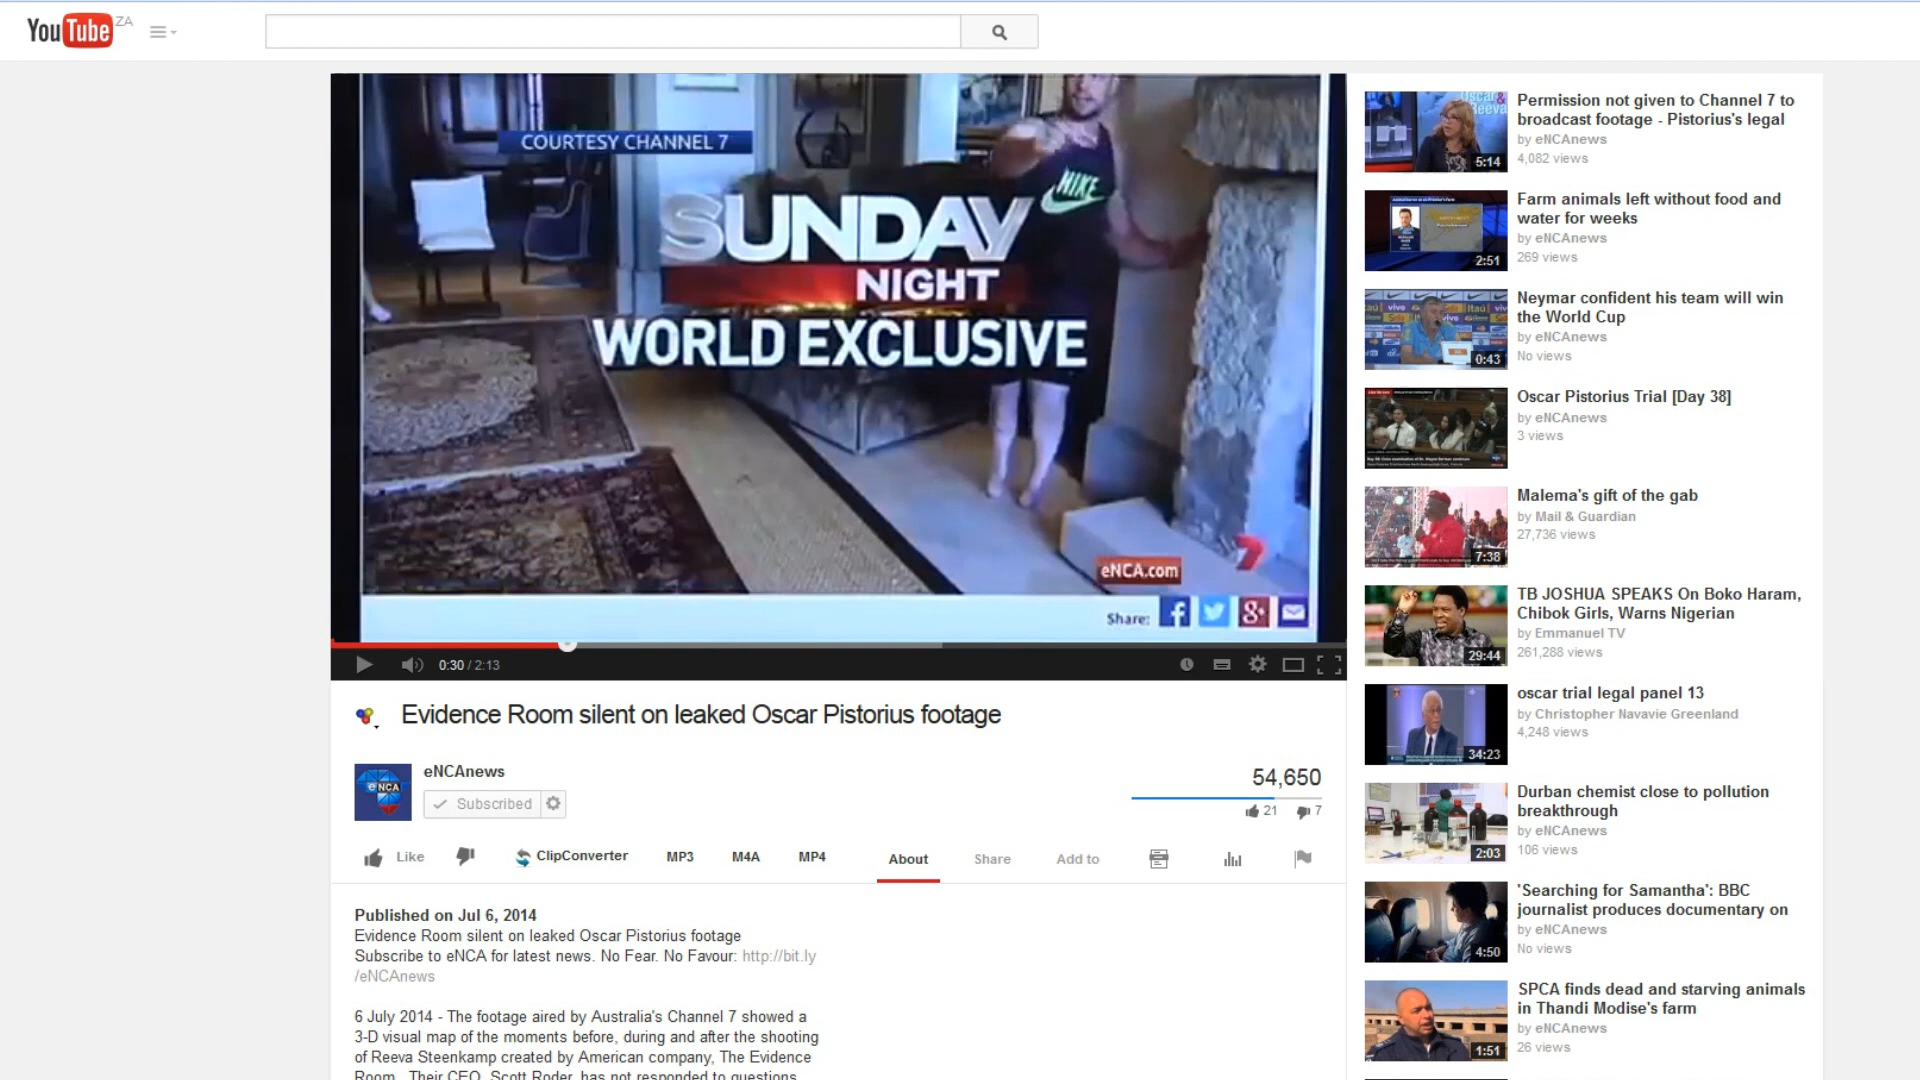 YouTube ZA
COURTESY CHANNEL 7
NIKE
SUNDAY
NIGHT
WORLD EXCLUSIVE
eNCA.com
7
Share:
0:30 / 2:13
Evidence Room silent on leaked Oscar Pistorius footage
eNCA
eNCAnews
Subscribed
54,650
21 7
Like
ClipConverter MP3 M4A MP4
About Share Add to
Published on Jul 6, 2014
Evidence Room silent on leaked Oscar Pistorius footage
Subscribe to eNCA for latest news. No Fear. No Favour: http://bit.ly
/eNCAnews
6 July 2014 - The footage aired by Australia's Channel 7 showed a
3-D visual map of the moments before, during and after the shooting
of Reeva Steenkamp created by American company, The Evidence
Room. Their CEO, Scott Roder, has not responded to questions
Oscar &
Reeva
5:14
Permission not given to Channel 7 to
broadcast footage - Pistorius's legal
by eNCAnews
4,082 views
2:51
Farm animals left without food and
water for weeks
by eNCAnews
269 views
0:43
Neymar confident his team will win
the World Cup
by eNCAnews
No views
Oscar Pistorius Trial [Day 38]
by eNCAnews
3 views
7:38
Malema's gift of the gab
by Mail & Guardian
27,736 views
29:44
TB JOSHUA SPEAKS On Boko Haram,
Chibok Girls, Warns Nigerian
by Emmanuel TV
261,288 views
34:23
oscar trial legal panel 13
by Christopher Navavie Greenland
4,248 views
2:03
Durban chemist close to pollution
breakthrough
by eNCAnews
106 views
4:50
'Searching for Samantha': BBC
journalist produces documentary on
by eNCAnews
No views
1:51
SPCA finds dead and starving animals
in Thandi Modise's farm
by eNCAnews
26 views